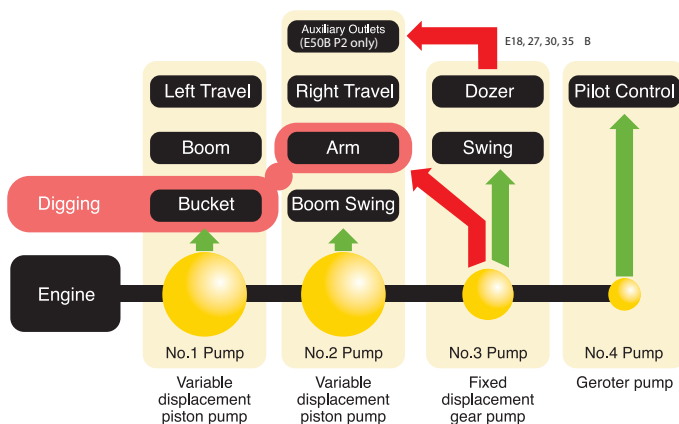 Auxiliary Outlets
(E50B P2 only)
E18, 27, 30, 35 B
Left Travel
Right Travel
Dozer
Pilot Control
Boom
Arm
Swing
Digging
Bucket
Boom Swing
Engine
No.1 Pump
No.2 Pump
No.3 Pump
No.4 Pump
Variable
displacement
piston pump
Variable
displacement
piston pump
Fixed
displacement
gear pump
Geroter pump